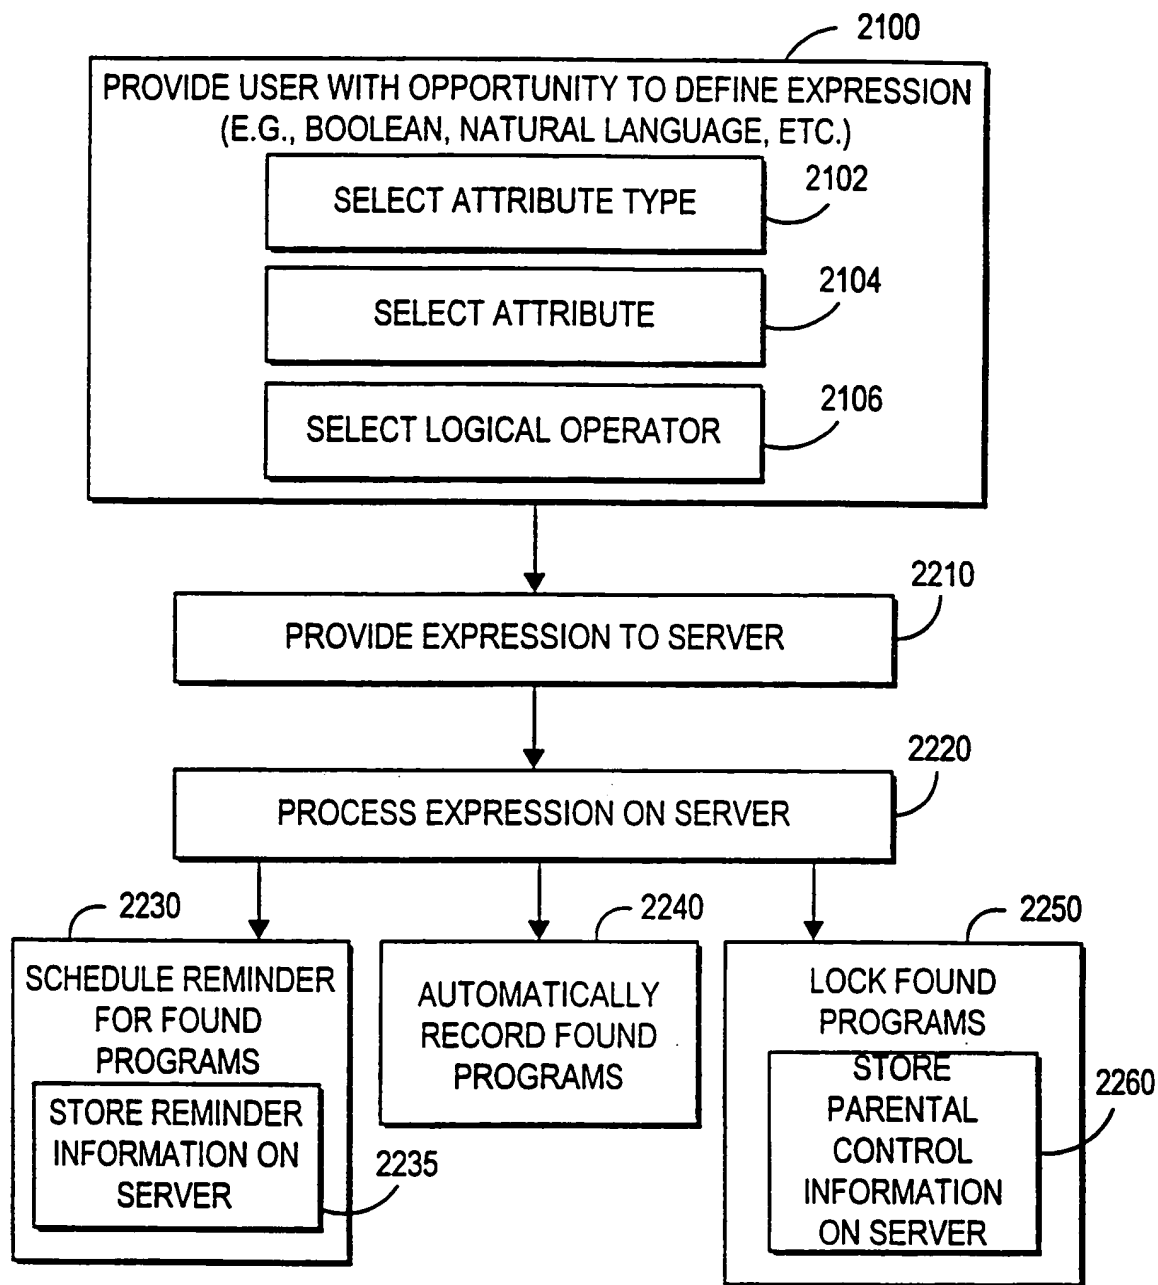 2100
PROVIDE USER WITH OPPORTUNITY TO DEFINE EXPRESSION
(E.G., BOOLEAN, NATURAL LANGUAGE, ETC.)
SELECT ATTRIBUTE TYPE
2102
SELECT ATTRIBUTE
2104
SELECT LOGICAL OPERATOR
2106
PROVIDE EXPRESSION TO SERVER
2210
PROCESS EXPRESSION ON SERVER
2220
2230
SCHEDULE REMINDER
FOR FOUND
PROGRAMS
STORE REMINDER
INFORMATION ON
SERVER
2235
2240
AUTOMATICALLY
RECORD FOUND
PROGRAMS
2250
LOCK FOUND
PROGRAMS
STORE
PARENTAL
CONTROL
INFORMATION
ON SERVER
2260